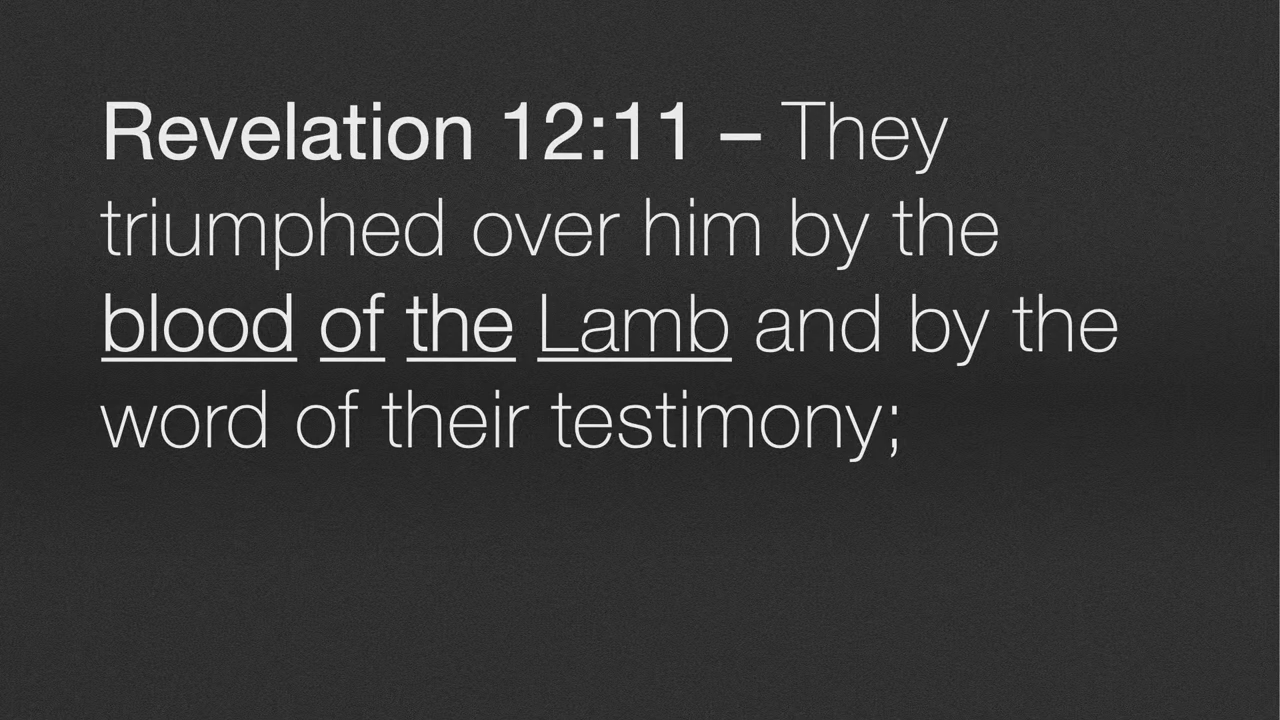 Revelation 12:11 – They
triumphed over him by the
blood of the Lamb and by the
word of their testimony;